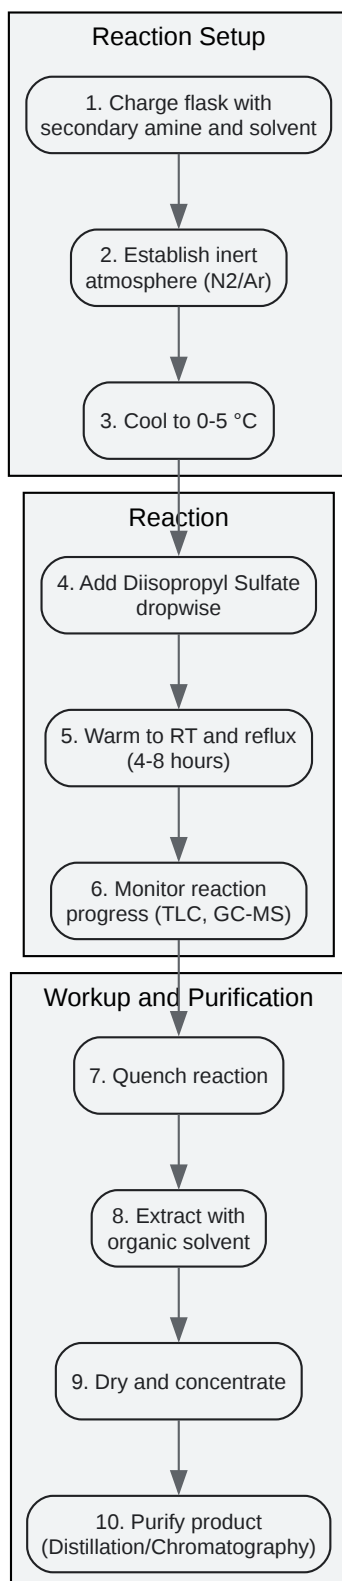 Reaction Setup
1. Charge flask with
secondary amine and solvent
2. Establish inert
atmosphere (N2/Ar)
3. Cool to 0-5 °C
Reaction
4. Add Diisopropyl Sulfate
dropwise
5. Warm to RT and reflux
(4-8 hours)
6. Monitor reaction
progress (TLC, GC-MS)
Workup and Purification
7. Quench reaction
8. Extract with
organic solvent
9. Dry and concentrate
10. Purify product
(Distillation/Chromatography)